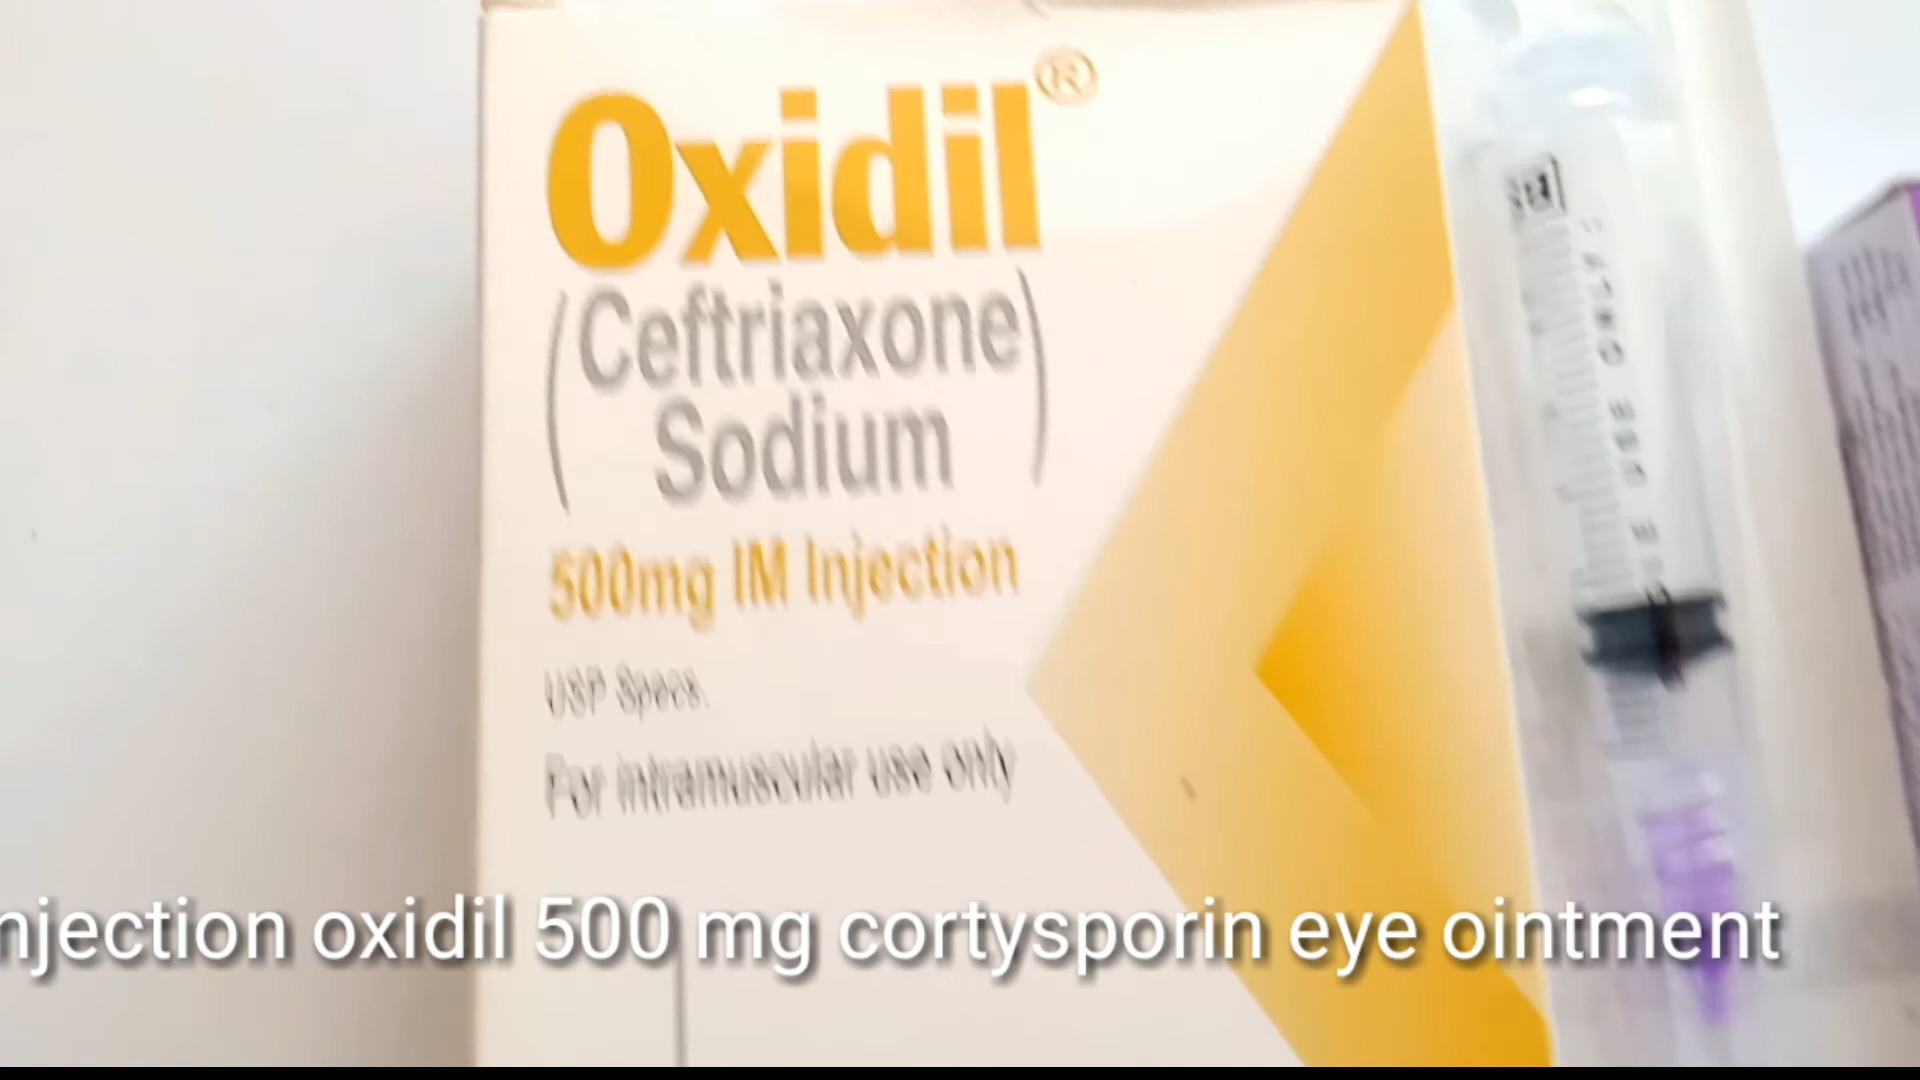 Oxidil®
(Ceftriaxone
Sodium)
500mg IM Injection
USP Specs.
For intramuscular use only
njection oxidil 500 mg cortysporin eye ointment